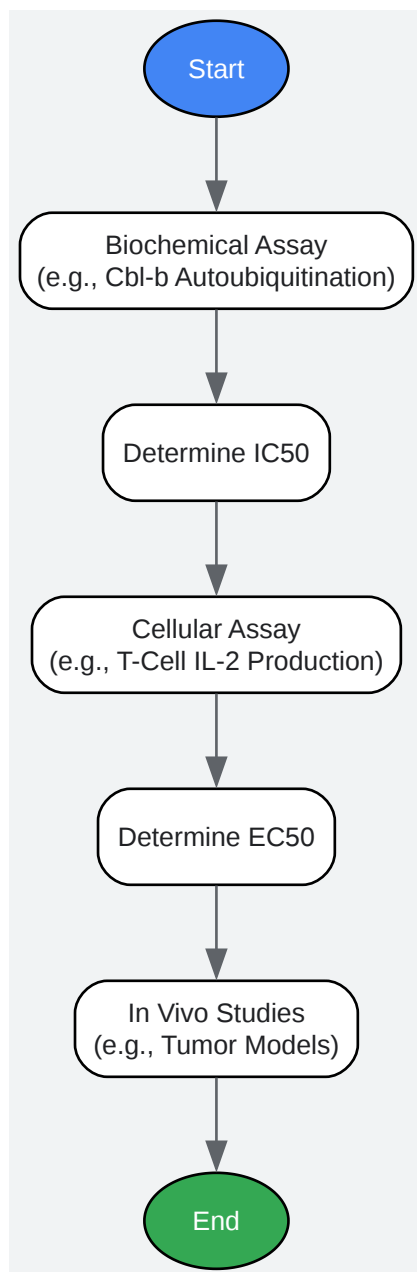 Start
Biochemical Assay
(e.g., Cbl-b Autoubiquitination)
Determine IC50
Cellular Assay
(e.g., T-Cell IL-2 Production)
Determine EC50
In Vivo Studies
(e.g., Tumor Models)
End